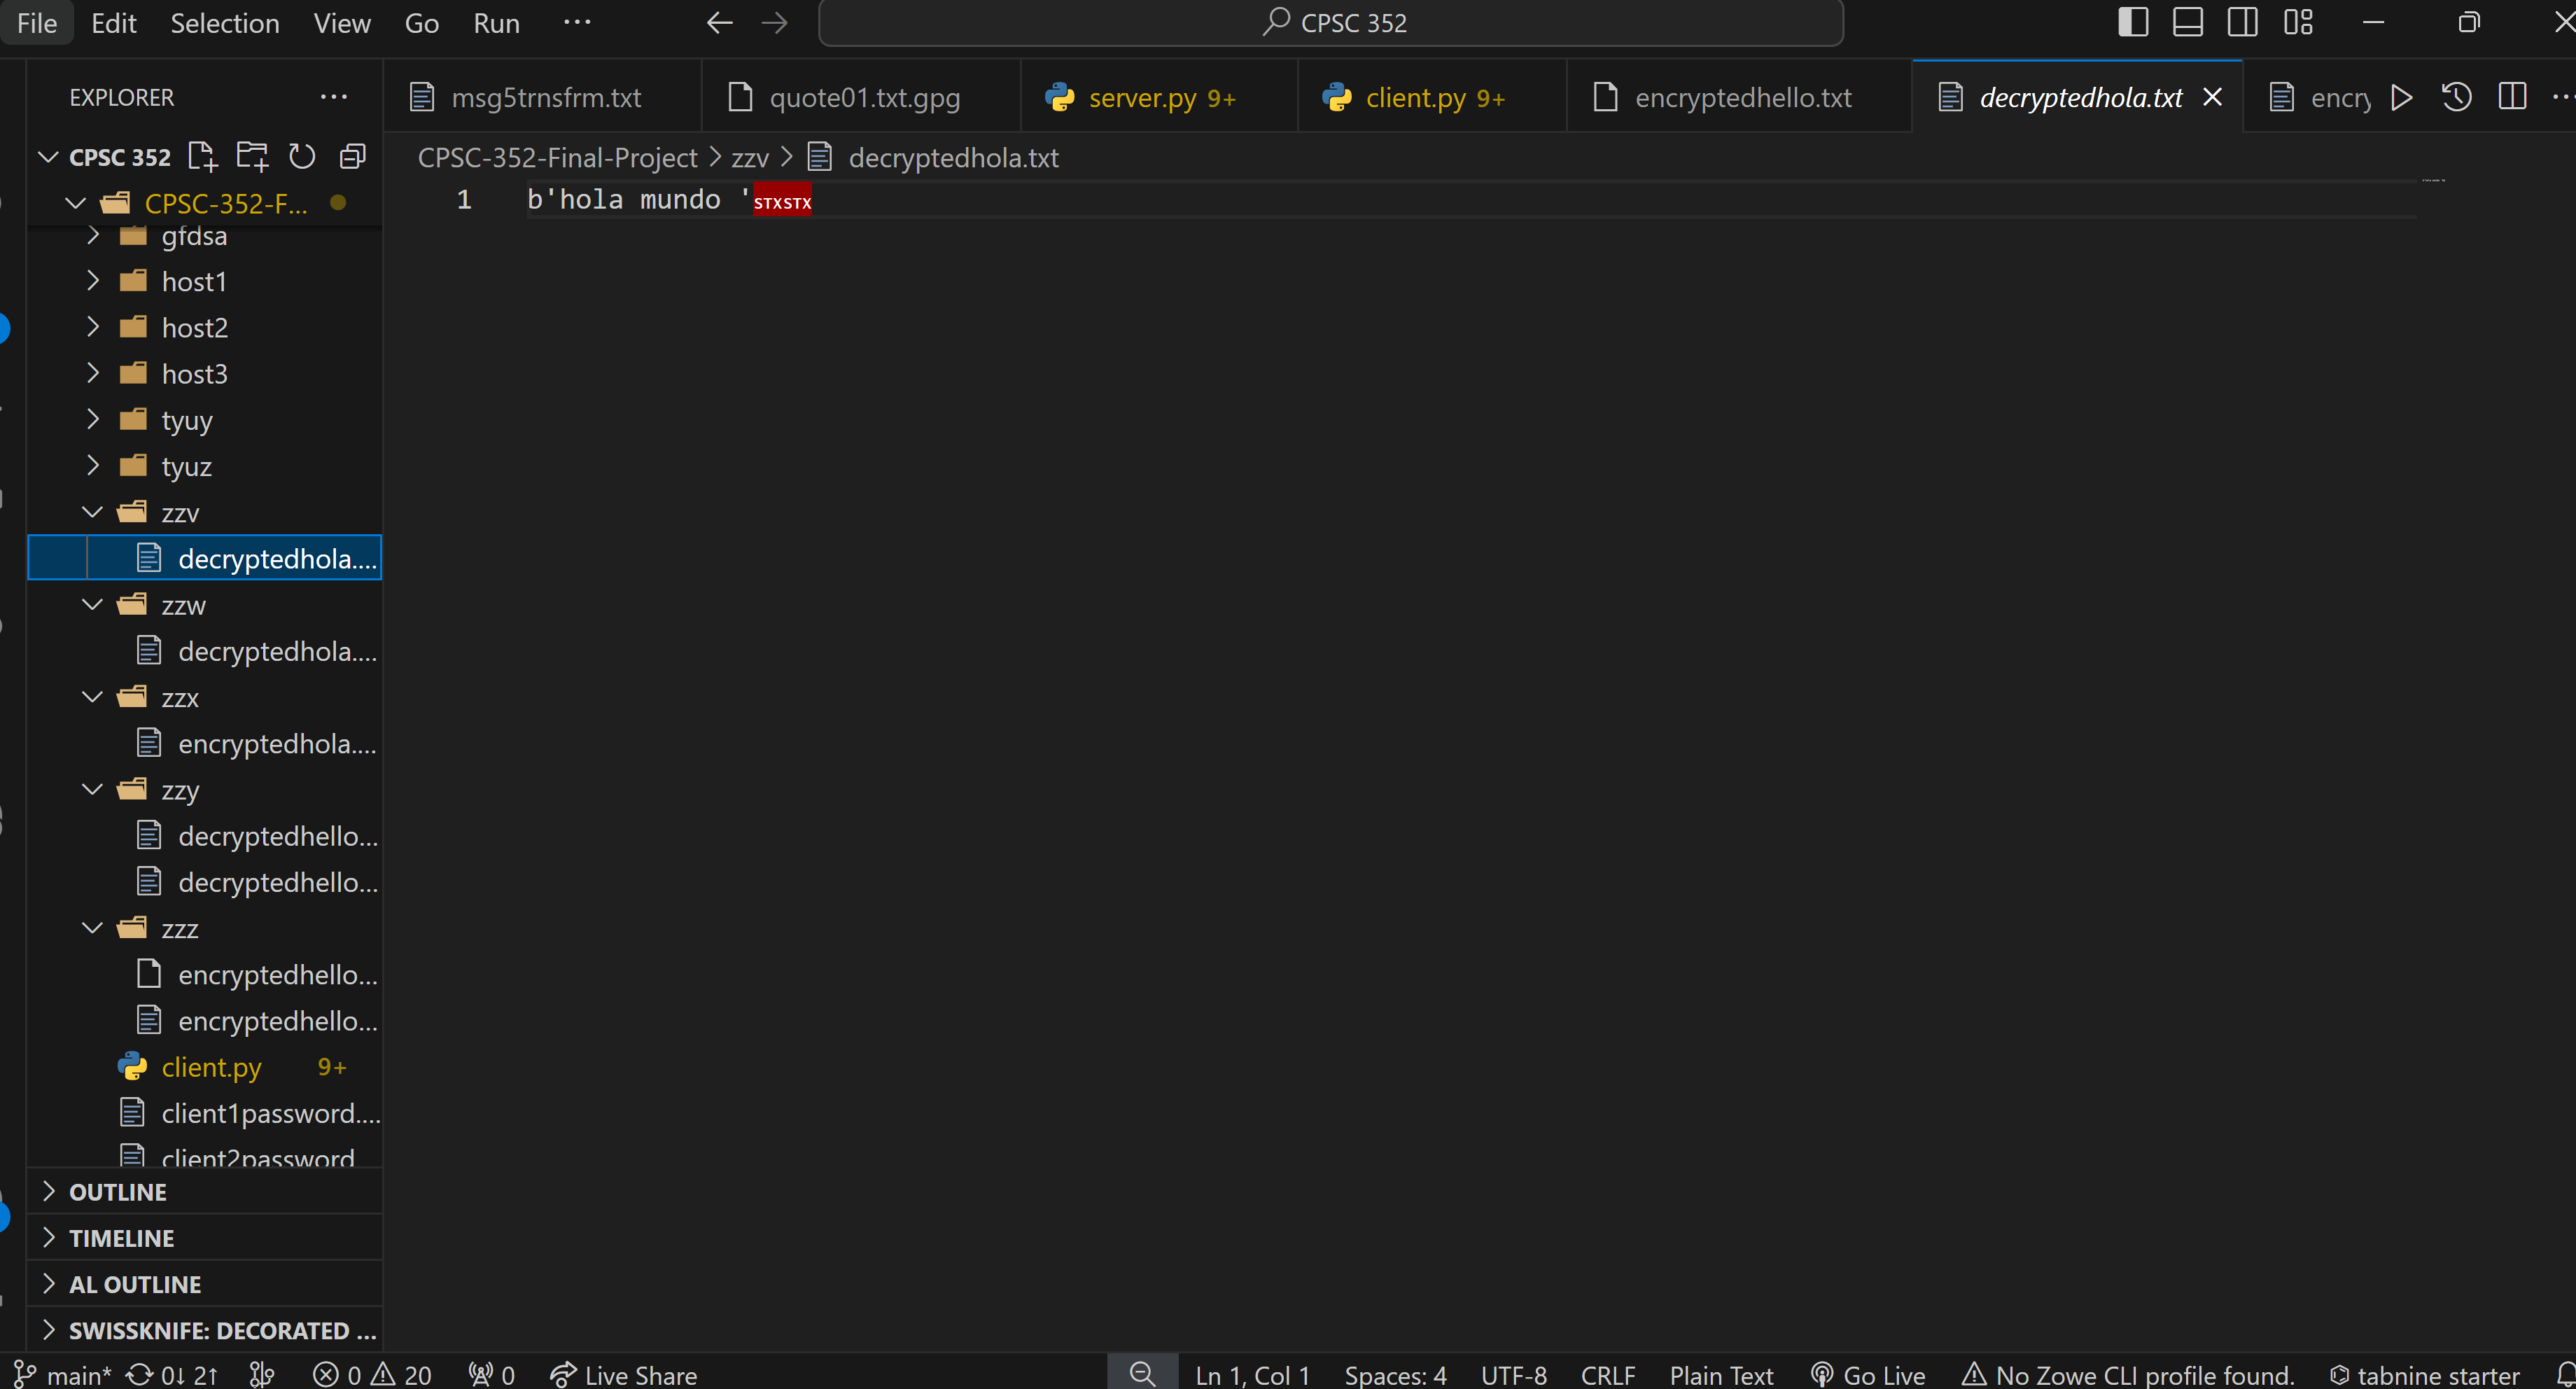 File Edit Selection View Go Run ··· CPSC 352
EXPLORER ···
msg5trnsfrm.txt quote01.txt.gpg server.py 9+ client.py 9+ encryptedhello.txt decryptedhola.txt encry
CPSC 352
CPSC-352-Final-Project > zzv > decryptedhola.txt
CPSC-352-F...
1 b'hola mundo 'STXSTX
gfdsa
host1
host2
host3
tyuy
tyuz
zzv
decryptedhola....
zzw
decryptedhola....
zzx
encryptedhola....
zzy
decryptedhello...
decryptedhello...
zzz
encryptedhello...
encryptedhello...
client.py 9+
client1password....
client2password
OUTLINE
TIMELINE
AL OUTLINE
SWISSKNIFE: DECORATED ...
main* 0↓ 2↑ 0 20 0 Live Share Ln 1, Col 1 Spaces: 4 UTF-8 CRLF Plain Text Go Live No Zowe CLI profile found. tabnine starter